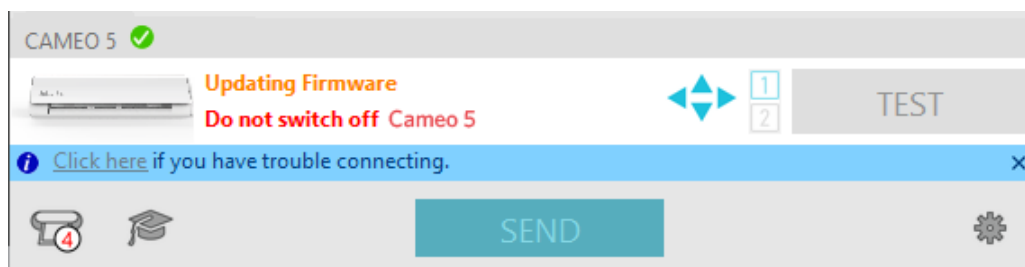 CAMEO 5
Updating Firmware
Do not switch off Cameo 5
1
2
TEST
Click here if you have trouble connecting.
4
SEND